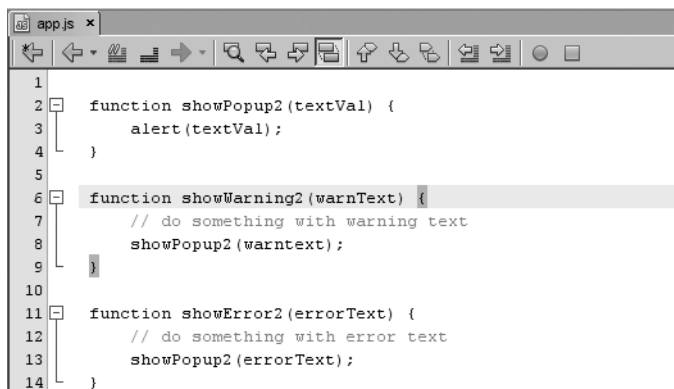 app.js
1
2 function showPopup2(textVal) {
3 alert(textVal);
4 }
5
6 function showWarning2(warnText) {
7 // do something with warning text
8 showPopup2(warntext);
9 }
10
11 function showError2(errorText) {
12 // do something with error text
13 showPopup2(errorText);
14 }